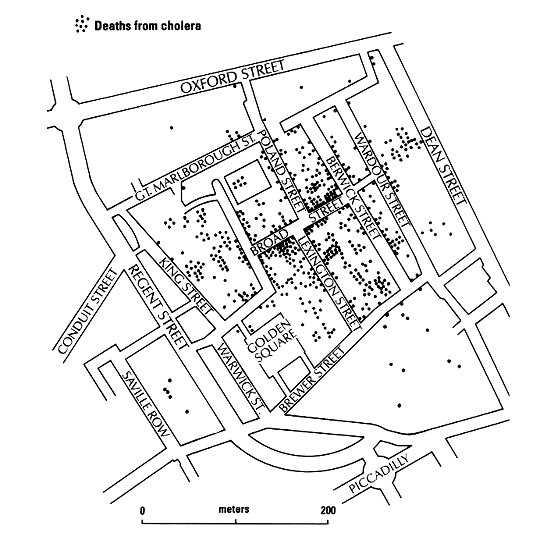 Deaths from cholera
OXFORD STREET
GT. MARLBOROUGH ST.
POLAND STREET
BERWICK STREET
WARDOUR STREET
DEAN STREET
BROAD
STREET
LEXINGTON STREET
KING STREET
REGENT STREET
CONDUIT STREET
GOLDEN
SQUARE
WARWICK ST.
BREWER STREET
SAVILLE ROW
PICCADILLY
0 meters 200